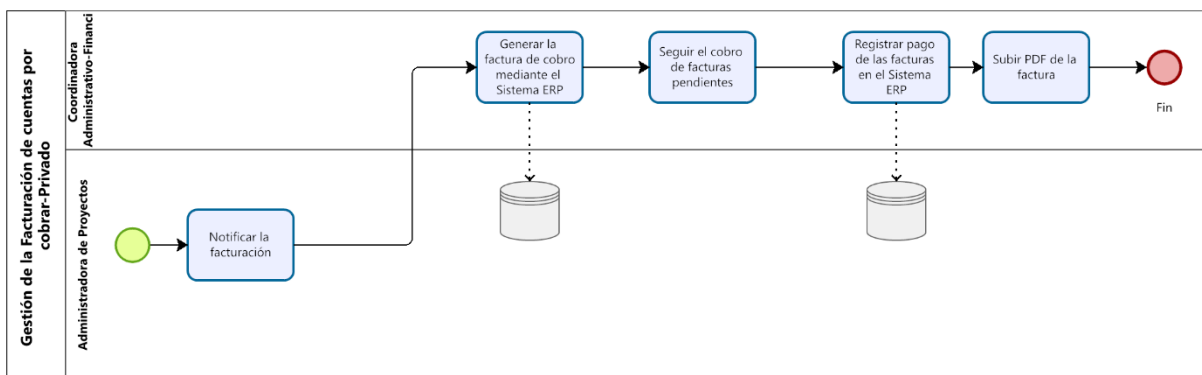 Gestión de la Facturación de cuentas por
cobrar-Privado
Coordinadora
Administrativo-Financi
Generar la
factura de cobro
mediante el
Sistema ERP
Seguir el cobro
de facturas
pendientes
Registrar pago
de las facturas
en el Sistema
ERP
Subir PDF de la
factura
Fin
Administradora de Proyectos
Notificar la
facturación